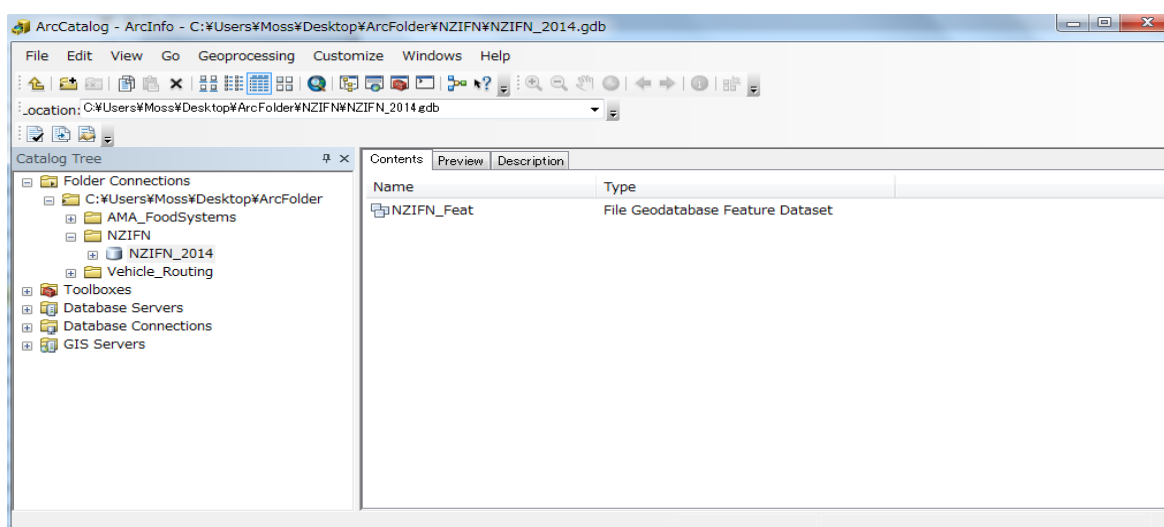 ArcCatalog - ArcInfo - C:¥Users¥Moss¥Desktop¥ArcFolder¥NZIFN¥NZIFN_2014.gdb
File Edit View Go Geoprocessing Customize Windows Help
ocation: C:¥Users¥Moss¥Desktop¥ArcFolder¥NZIFN¥NZIFN_2014.gdb
Catalog Tree
Folder Connections
C:¥Users¥Moss¥Desktop¥ArcFolder
AMA_FoodSystems
NZIFN
NZIFN_2014
Vehicle_Routing
Toolboxes
Database Servers
Database Connections
GIS Servers
Contents Preview Description
Name Type
NZIFN_Feat File Geodatabase Feature Dataset